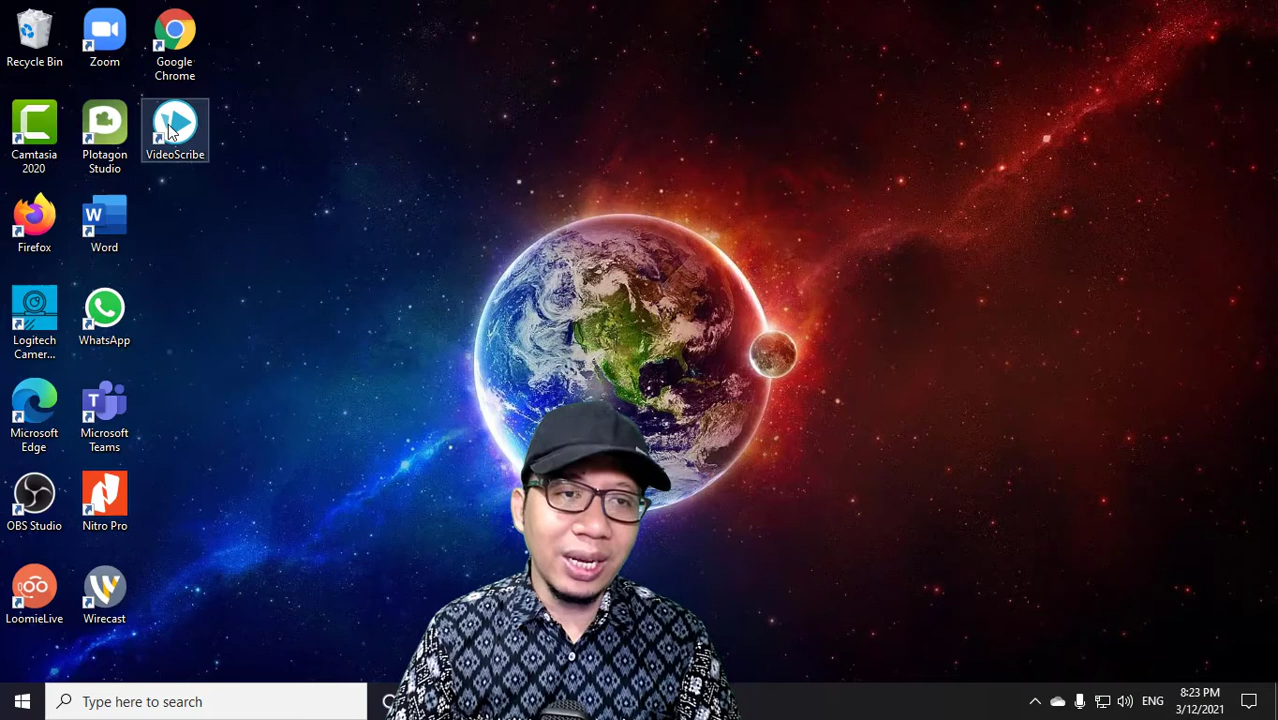 Recycle Bin
Zoom
Google
Chrome
Camtasia
2020
Plotagon
Studio
VideoScribe
Firefox
Word
Logitech
Camer...
WhatsApp
Microsoft
Edge
Microsoft
Teams
OBS Studio
Nitro Pro
LoomieLive
Wirecast
Type here to search
ENG
8:23 PM
3/12/2021